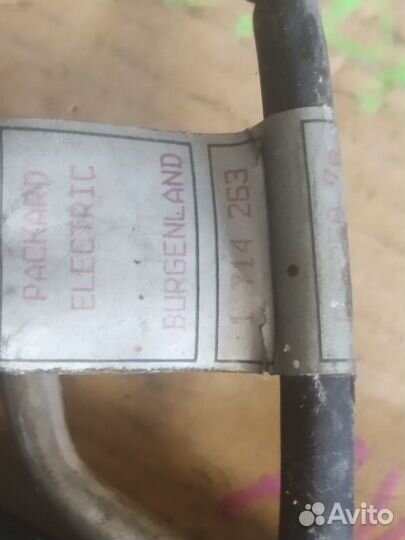 PACKARD
ELECTRIC
BURGENLAND
1 714 263
Avito